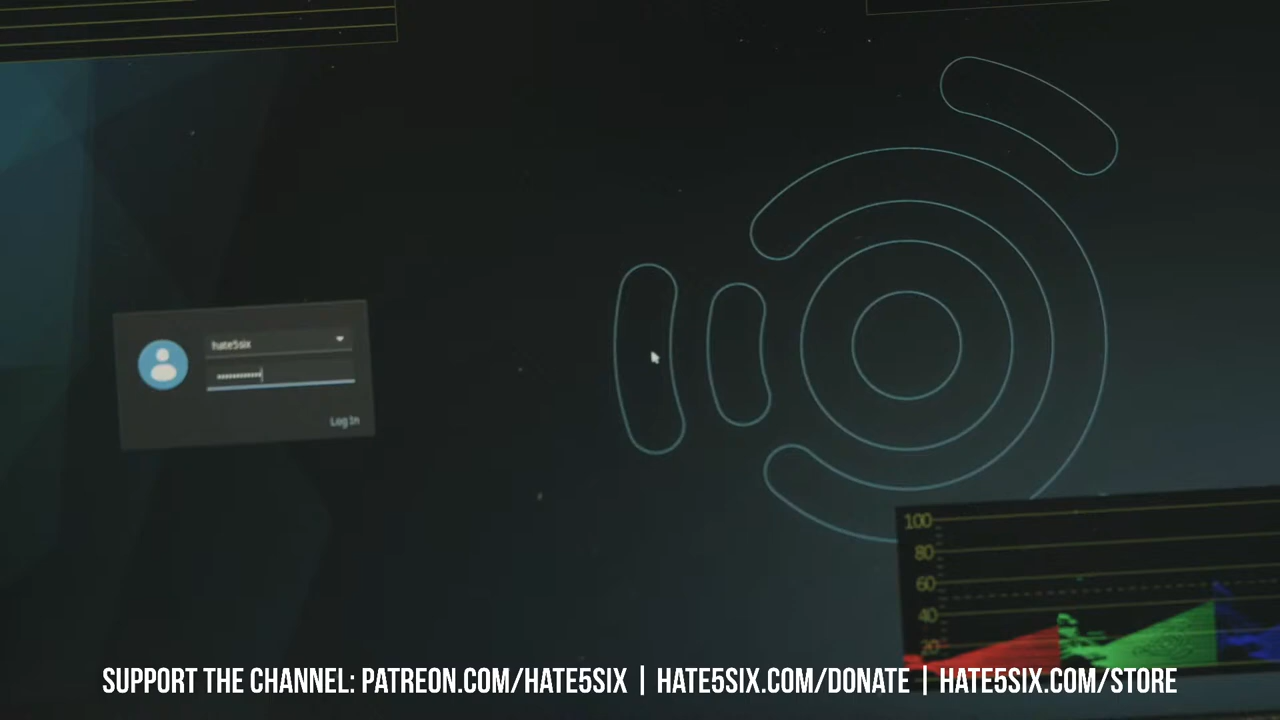 hate5six
Log In
100
80
60
40
20
SUPPORT THE CHANNEL: PATREON.COM/HATE5SIX | HATE5SIX.COM/DONATE | HATE5SIX.COM/STORE